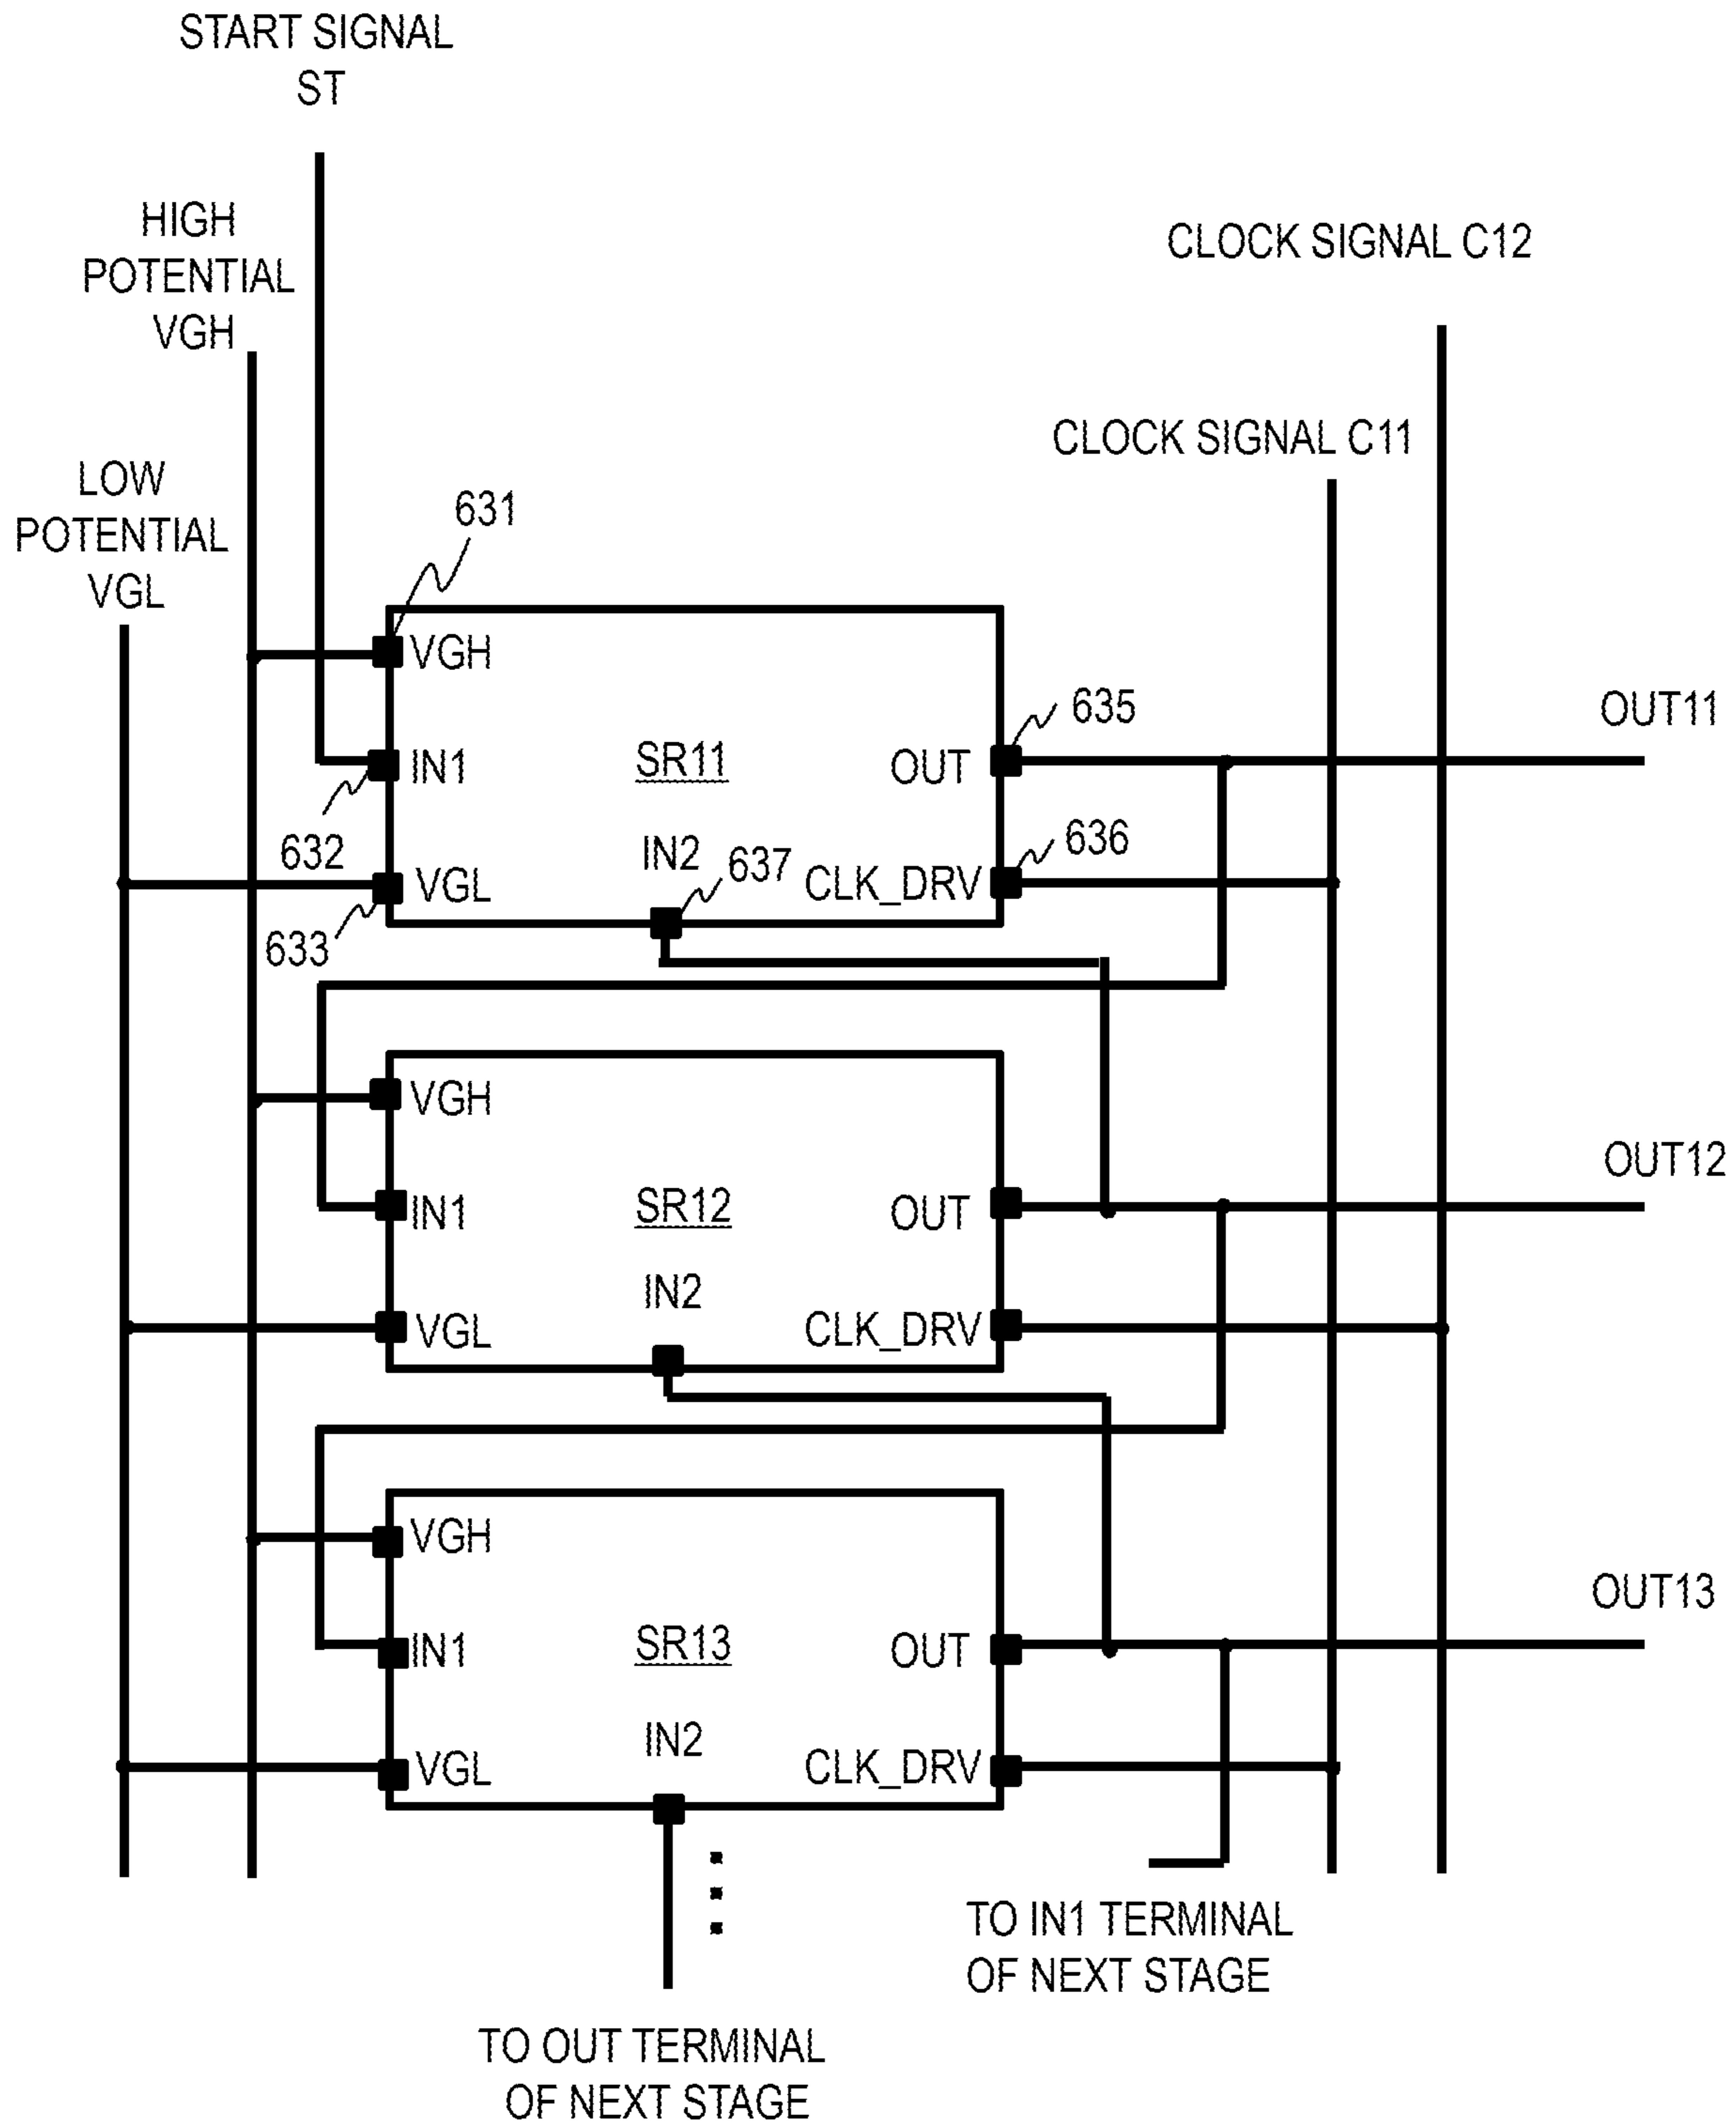 START SIGNAL
ST
HIGH
POTENTIAL
VGH
CLOCK SIGNAL C12
CLOCK SIGNAL C11
LOW
POTENTIAL
VGL
631
VGH
635
OUT11
IN1
SR11
OUT
632
IN2
637
636
VGL
CLK_DRV
633
VGH
OUT12
IN1
SR12
OUT
IN2
VGL
CLK_DRV
VGH
OUT13
IN1
SR13
OUT
IN2
VGL
CLK_DRV
TO IN1 TERMINAL
OF NEXT STAGE
TO OUT TERMINAL
OF NEXT STAGE